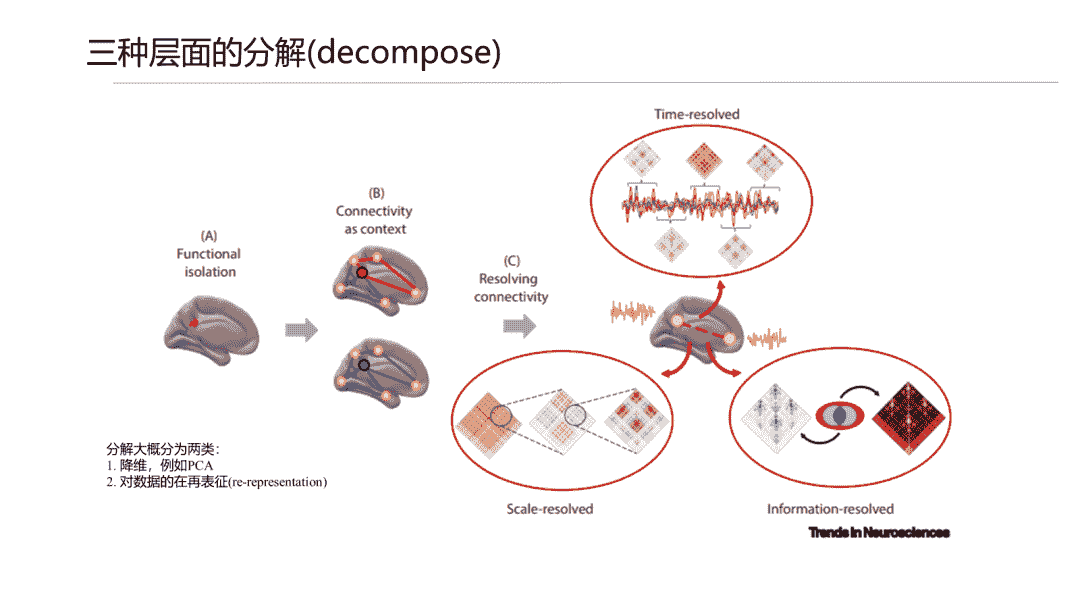 三种层面的分解(decompose)
Time-resolved
(B)
Connectivity
as context
(A)
Functional
isolation
(C)
Resolving
connectivity
分解大概分为两类：
1. 降维，例如PCA
2. 对数据的在再表征(re-representation)
Scale-resolved
Information-resolved
Trends in Neurosciences